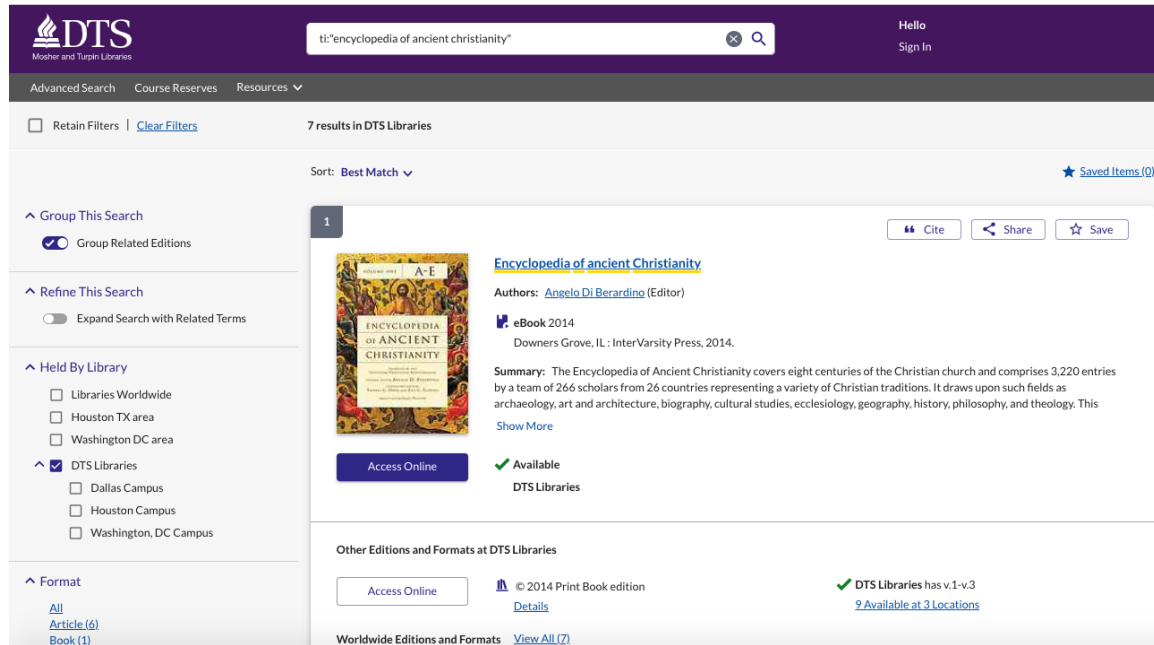 DTS
Mosher and Turpin Libraries
ti:"encyclopedia of ancient christianity"
Hello
Sign In
Advanced Search Course Reserves Resources
Retain Filters | Clear Filters
7 results in DTS Libraries
Sort: Best Match
Saved Items (0)
Group This Search
Group Related Editions
Refine This Search
Expand Search with Related Terms
Held By Library
Libraries Worldwide
Houston TX area
Washington DC area
DTS Libraries
Dallas Campus
Houston Campus
Washington, DC Campus
Format
All
Article (6)
Book (1)
1
Cite
Share
Save
VOLUME ONE A-E
ENCYCLOPEDIA
OF ANCIENT
CHRISTIANITY
Encyclopedia of ancient Christianity
Authors: Angelo Di Berardino (Editor)
eBook 2014
Downers Grove, IL : InterVarsity Press, 2014.
Summary: The Encyclopedia of Ancient Christianity covers eight centuries of the Christian church and comprises 3,220 entries
by a team of 266 scholars from 26 countries representing a variety of Christian traditions. It draws upon such fields as
archaeology, art and architecture, biography, cultural studies, ecclesiology, geography, history, philosophy, and theology. This
Show More
Access Online
Available
DTS Libraries
Other Editions and Formats at DTS Libraries
Access Online
© 2014 Print Book edition
Details
DTS Libraries has v.1-v.3
9 Available at 3 Locations
Worldwide Editions and Formats View All (7)